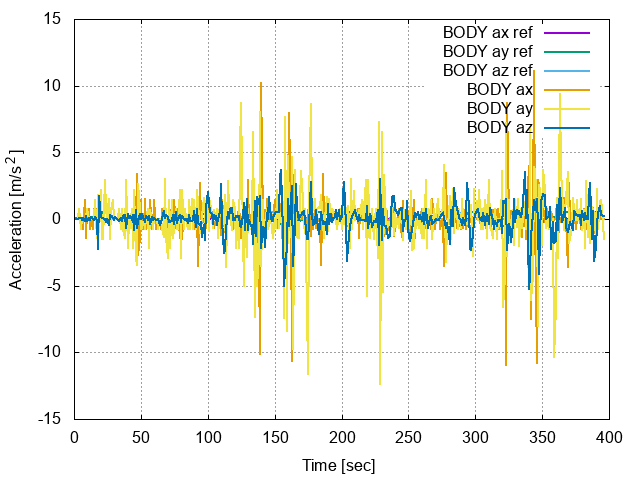 15
BODY ax ref
BODY ay ref
BODY az ref
10
BODY ax
BODY ay
BODY az
5
0
-5
-10
-15
0 50 100 150 200 250 300 350 400
Acceleration [m/s²]
Time [sec]